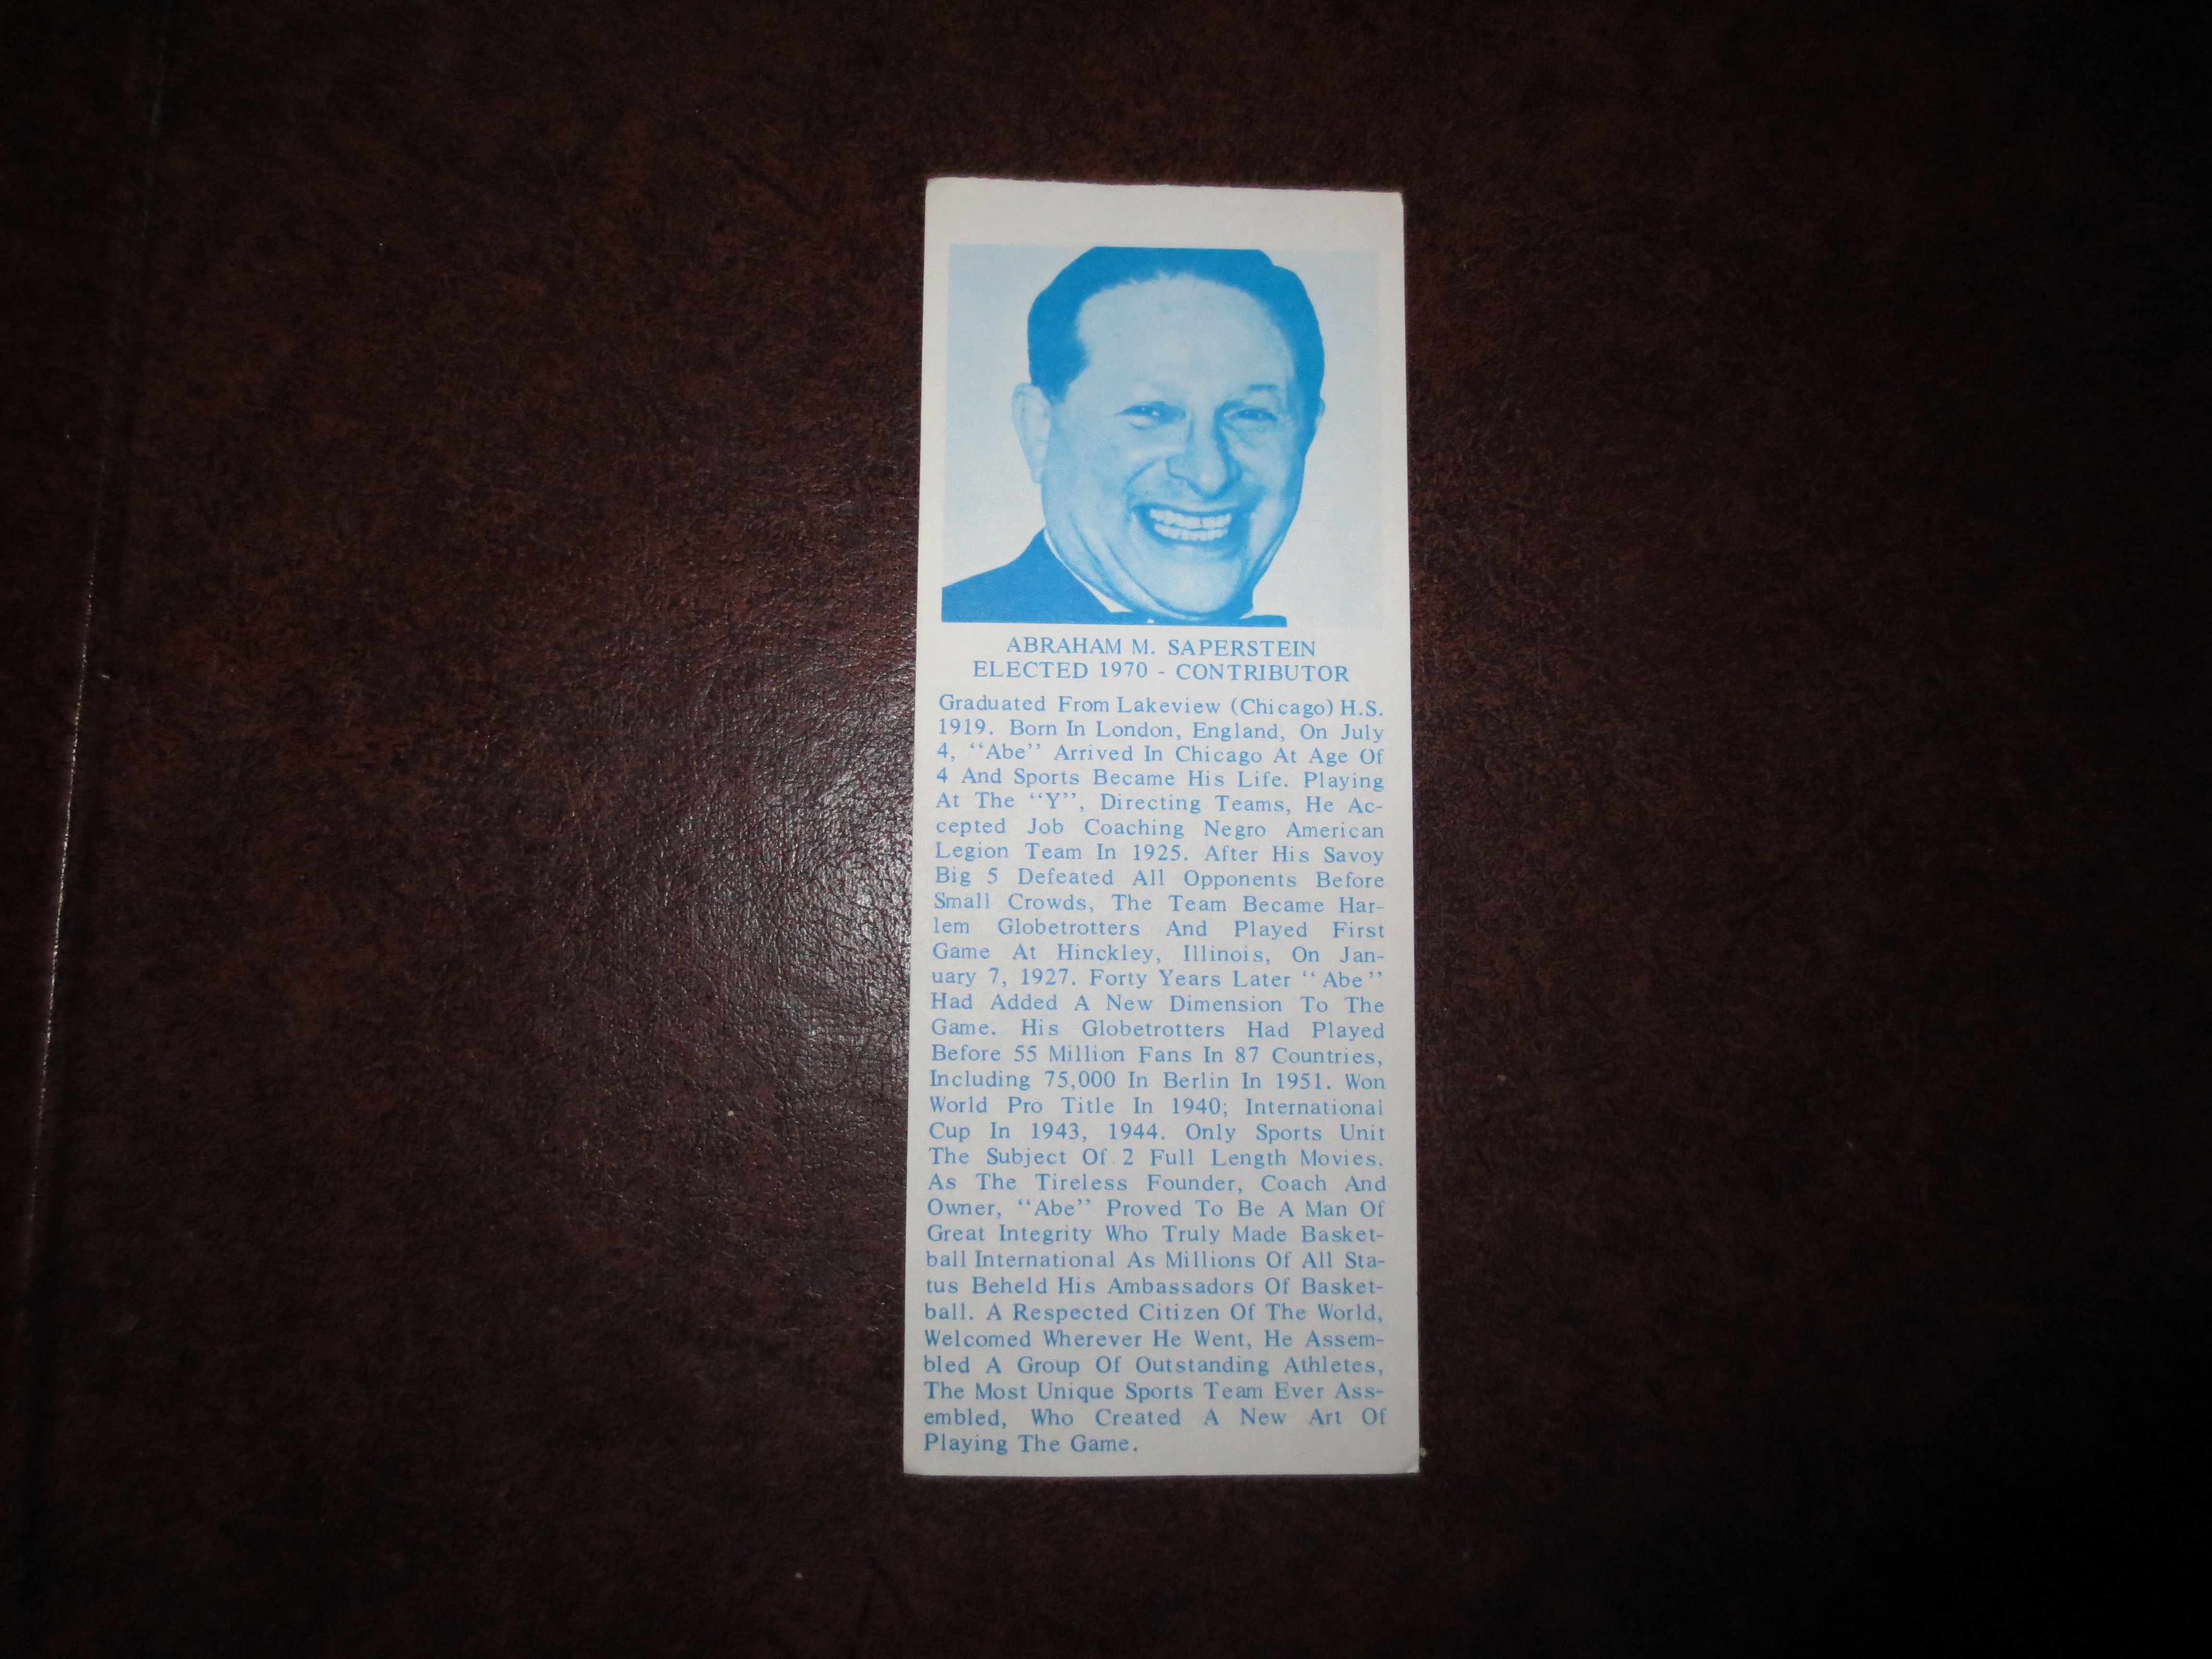 ABRAHAM M. SAPERSTEIN
ELECTED 1970 - CONTRIBUTOR
Graduated From Lakeview (Chicago) H.S.
1919. Born In London, England, On July
4, "Abe" Arrived In Chicago At Age Of
4 And Sports Became His Life. Playing
At The "Y", Directing Teams, He Ac-
cepted Job Coaching Negro American
Legion Team In 1925. After His Savoy
Big 5 Defeated All Opponents Before
Small Crowds, The Team Became Har-
lem Globetrotters And Played First
Game At Hinckley, Illinois, On Jan-
uary 7, 1927. Forty Years Later "Abe"
Had Added A New Dimension To The
Game. His Globetrotters Had Played
Before 55 Million Fans In 87 Countries,
Including 75,000 In Berlin In 1951. Won
World Pro Title In 1940; International
Cup In 1943, 1944. Only Sports Unit
The Subject Of 2 Full Length Movies.
As The Tireless Founder, Coach And
Owner, "Abe" Proved To Be A Man Of
Great Integrity Who Truly Made Basket-
ball International As Millions Of All Sta-
tus Beheld His Ambassadors Of Basket-
ball. A Respected Citizen Of The World,
Welcomed Wherever He Went, He Assem-
bled A Group Of Outstanding Athletes,
The Most Unique Sports Team Ever Ass-
embled, Who Created A New Art Of
Playing The Game.